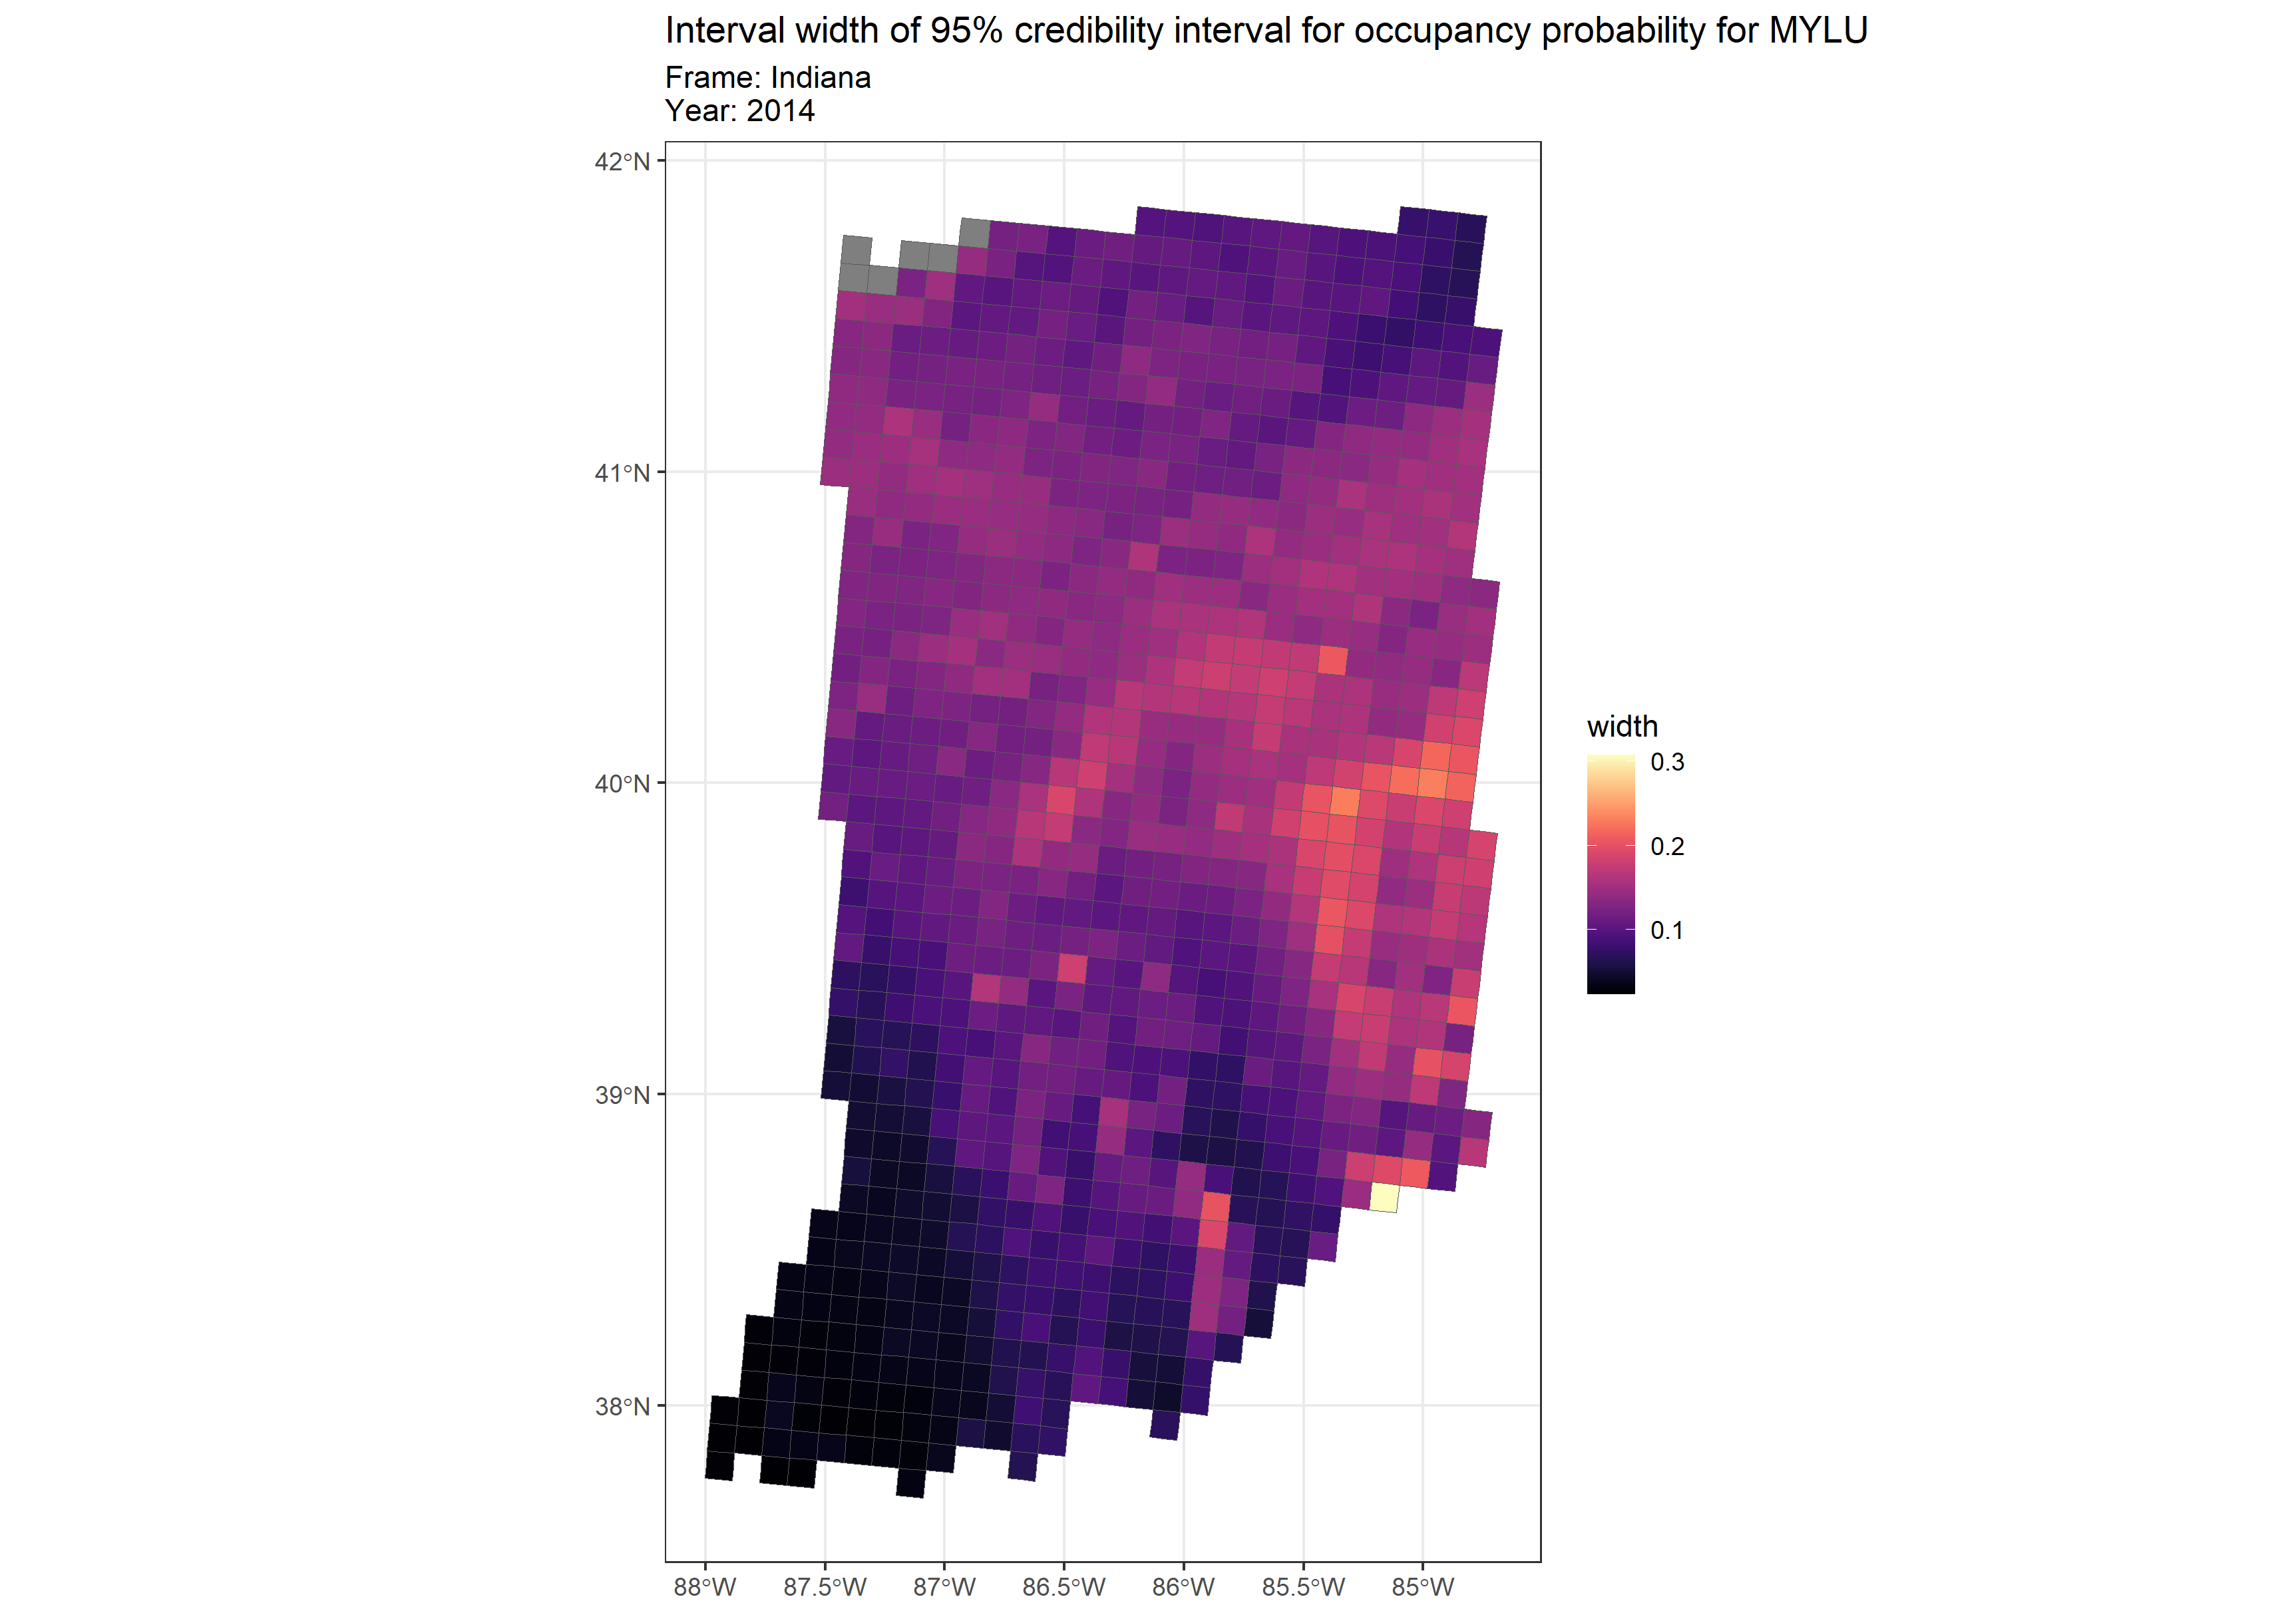 Interval width of 95% credibility interval for occupancy probability for MYLU
Frame: Indiana
Year: 2014
42°N
41°N
40°N
39°N
38°N
88°W 87.5°W 87°W 86.5°W 86°W 85.5°W 85°W
width
0.3
0.2
0.1